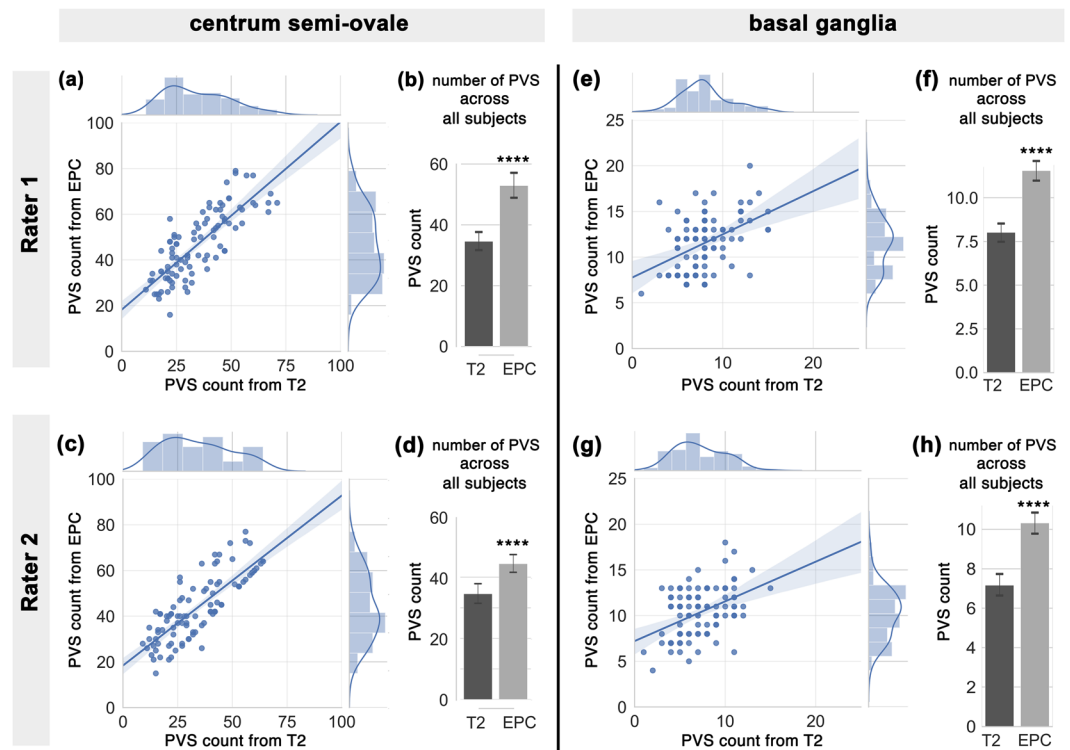 centrum semi-ovale
basal ganglia
Rater 1
(a)
100
80
60
40
20
0
PVS count from EPC
0 25 50 75 100
PVS count from T2
(b)
number of PVS
across
all subjects
60
40
20
0
PVS count
****
T2 EPC
(e)
25
20
15
10
5
0
PVS count from EPC
0 10 20
PVS count from T2
(f)
number of PVS
across
all subjects
10.0
7.5
5.0
2.5
0.0
PVS count
****
T2 EPC
Rater 2
(c)
100
80
60
40
20
0
PVS count from EPC
0 25 50 75 100
PVS count from T2
(d)
number of PVS
across
all subjects
60
40
20
0
PVS count
****
T2 EPC
(g)
25
20
15
10
5
0
PVS count from EPC
0 10 20
PVS count from T2
(h)
number of PVS
across
all subjects
10
8
6
4
2
0
PVS count
****
T2 EPC